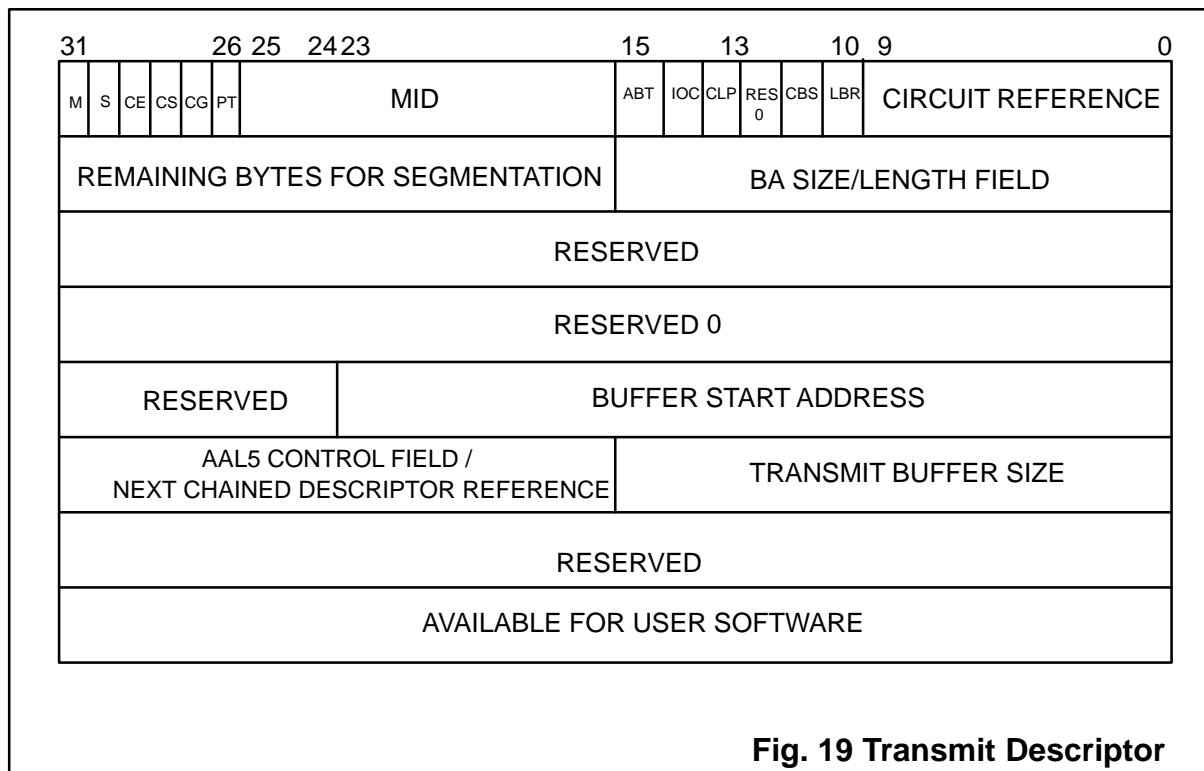 31 26 25 24 23 15 13 10 9 0
M S CE CS CG PT MID ABT IOC CLP RES 0 CBS LBR CIRCUIT REFERENCE
REMAINING BYTES FOR SEGMENTATION BA SIZE/LENGTH FIELD
RESERVED
RESERVED 0
RESERVED BUFFER START ADDRESS
AAL5 CONTROL FIELD /
NEXT CHAINED DESCRIPTOR REFERENCE TRANSMIT BUFFER SIZE
RESERVED
AVAILABLE FOR USER SOFTWARE
Fig. 19 Transmit Descriptor